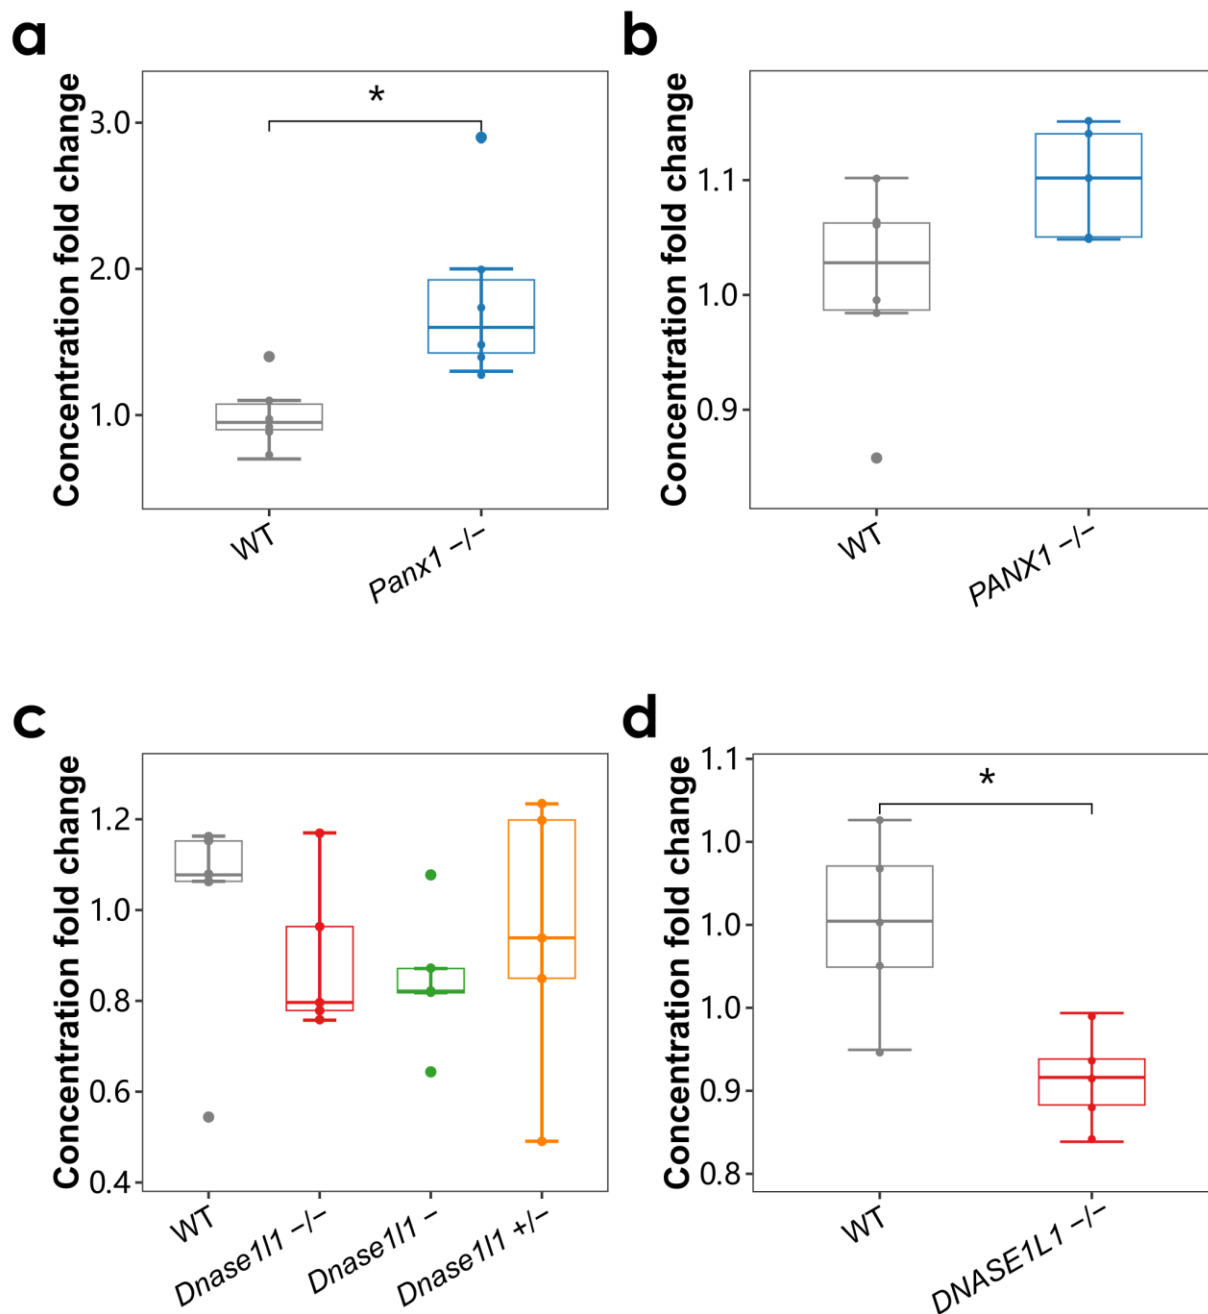 a
Concentration fold change
3.0
2.0
1.0
*
WT
Panx1 –/–
b
Concentration fold change
1.1
1.0
0.9
WT
PANX1 –/–
c
Concentration fold change
1.2
1.0
0.8
0.6
0.4
WT
Dnase1l1 –/–
Dnase1l1 –
Dnase1l1 +/–
d
Concentration fold change
1.1
1.0
1.0
1.0
0.9
0.8
*
WT
DNASE1L1 –/–